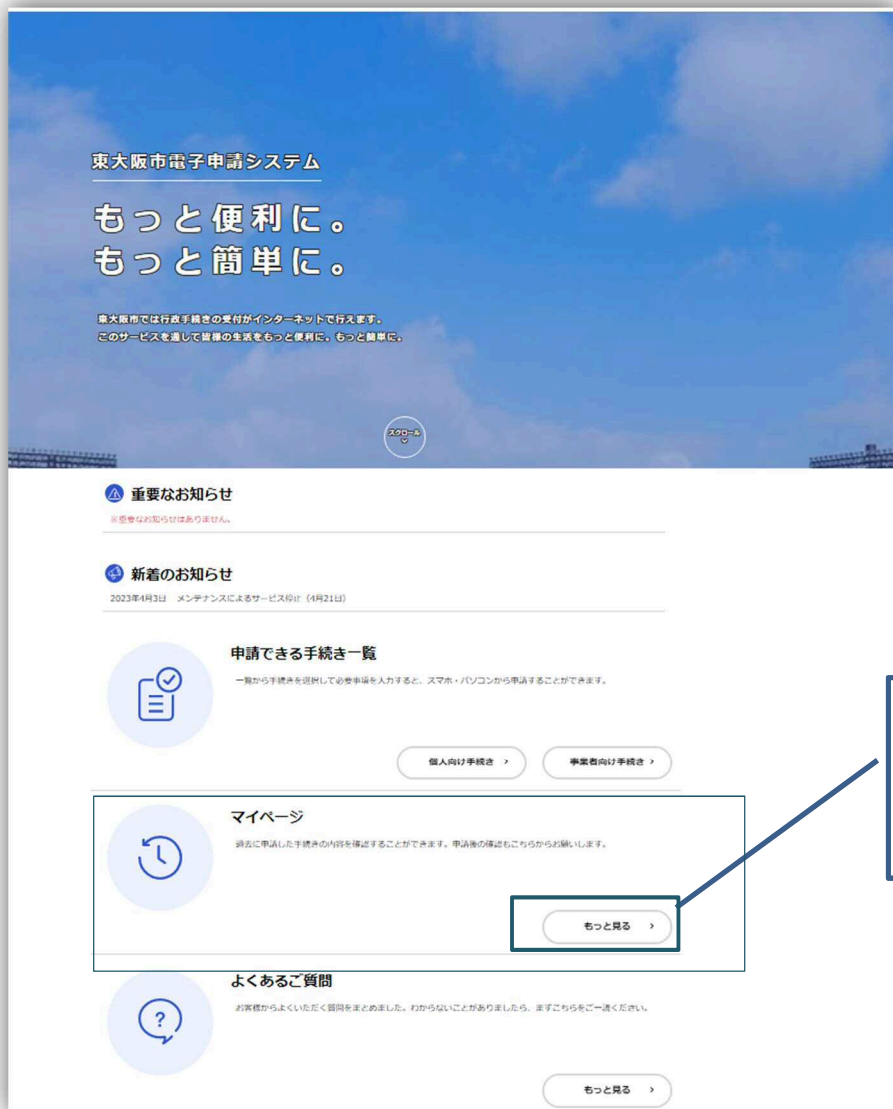 東大阪市電子申請システム
もっと便利に。
もっと簡単に。
東大阪市では行政手続きの受付がインターネットで行えます。
このサービスを通して皆様の生活をもっと便利に。もっと簡単に。
スクロール
重要なお知らせ
※重要なお知らせはありません。
新着のお知らせ
2023年4月3日 メンテナンスによるサービス停止（4月21日）
申請できる手続き一覧
一覧から手続きを選択して必要事項を入力すると、スマホ・パソコンから申請することができます。
個人向け手続き ›
事業者向け手続き ›
マイページ
過去に申請した手続きの内容を確認することができます。申請後の確認もこちらからお願いします。
もっと見る ›
よくあるご質問
お客様からよくいただく質問をまとめました。わからないことがありましたら、まずこちらをご一読ください。
もっと見る ›